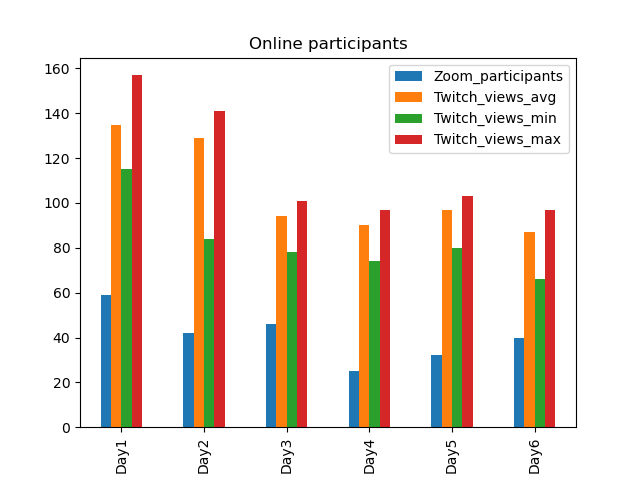 Online participants
160
140
120
100
80
60
40
20
0
Zoom_participants
Twitch_views_avg
Twitch_views_min
Twitch_views_max
Day1
Day2
Day3
Day4
Day5
Day6